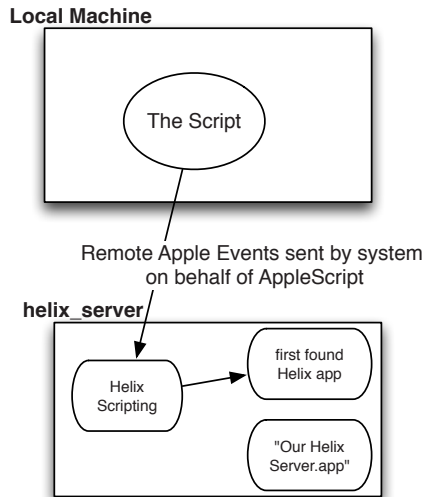 Local Machine
The Script
Remote Apple Events sent by system
on behalf of AppleScript
helix_server
Helix
Scripting
first found
Helix app
"Our Helix
Server.app"